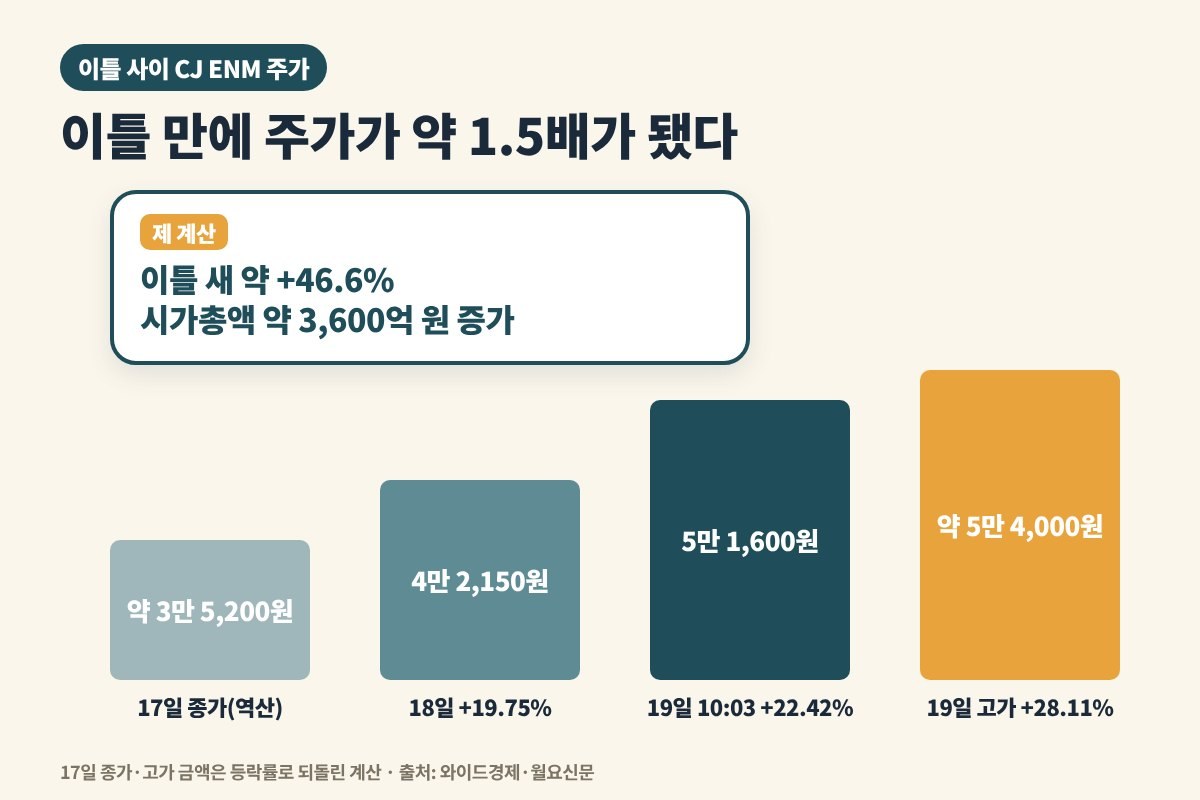 이틀 사이 CJ ENM 주가
이틀 만에 주가가 약 1.5배가 됐다
제 계산
이틀 새 약 +46.6%
시가총액 약 3,600억 원 증가
약 3만 5,200원
4만 2,150원
5만 1,600원
약 5만 4,000원
17일 종가(역산)
18일 +19.75%
19일 10:03 +22.42%
19일 고가 +28.11%
17일 종가·고가 금액은 등락률로 되돌린 계산 · 출처: 와이드경제·월요신문